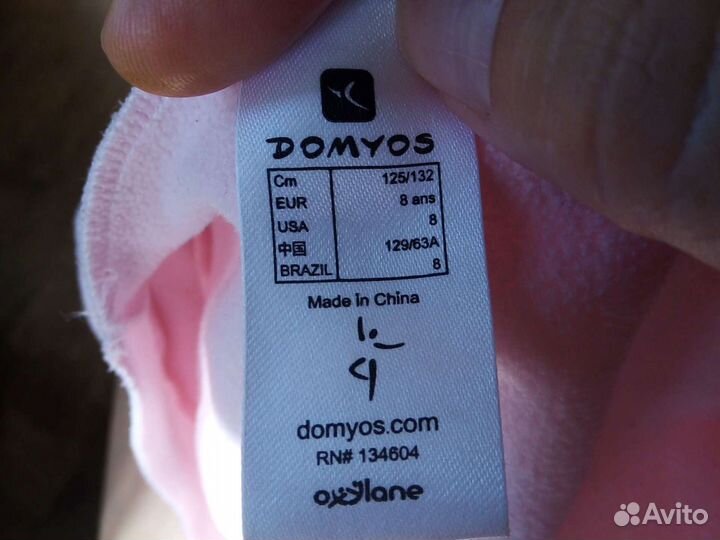 DOMYOS
Cm 125/132
EUR 8 ans
USA 8
中国 129/63A
BRAZIL 8
Made in China
domyos.com
RN# 134604
oxylane
Avito